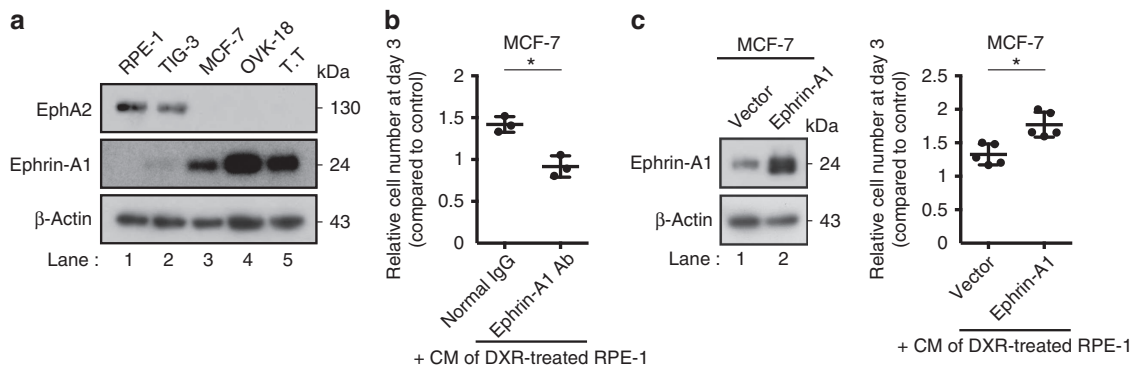 a
RPE-1 TIG-3 MCF-7 OVK-18 T.T
kDa
EphA2 130
Ephrin-A1 24
β-Actin 43
Lane : 1 2 3 4 5
b
MCF-7
*
Relative cell number at day 3
(compared to control)
2
1.5
1
0.5
0
Normal IgG
Ephrin-A1 Ab
+ CM of DXR-treated RPE-1
c
MCF-7
Vector Ephrin-A1
kDa
Ephrin-A1 24
β-Actin 43
Lane : 1 2
MCF-7
*
Relative cell number at day 3
(compared to control)
2.5
2
1.5
1
0.5
0
Vector
Ephrin-A1
+ CM of DXR-treated RPE-1